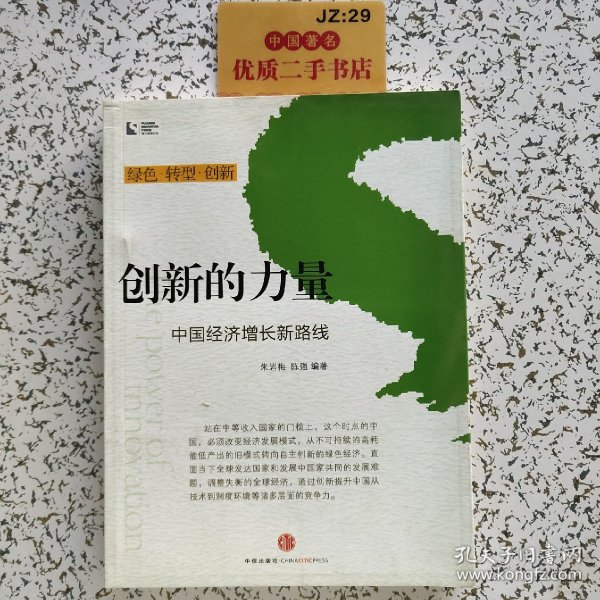 JZ:29
中国著名
优质二手书店
绿色·转型·创新
创新的力量
the power of
innovation
中国经济增长新路线
朱岩梅 陈强 编著
站在中等收入国家的门槛上，这个时点的中
国，必须改变经济发展模式，从不可持续的高耗
能低产出的旧模式转向自主创新的绿色经济。直
面当下全球发达国家和发展中国家共同的发展难
题，调整失衡的全球经济，通过创新提升中国从
技术到制度环境等诸多层面的竞争力。
中信出版社·CHINACITICPRESS
孔夫子旧书网
www.kongfz.com